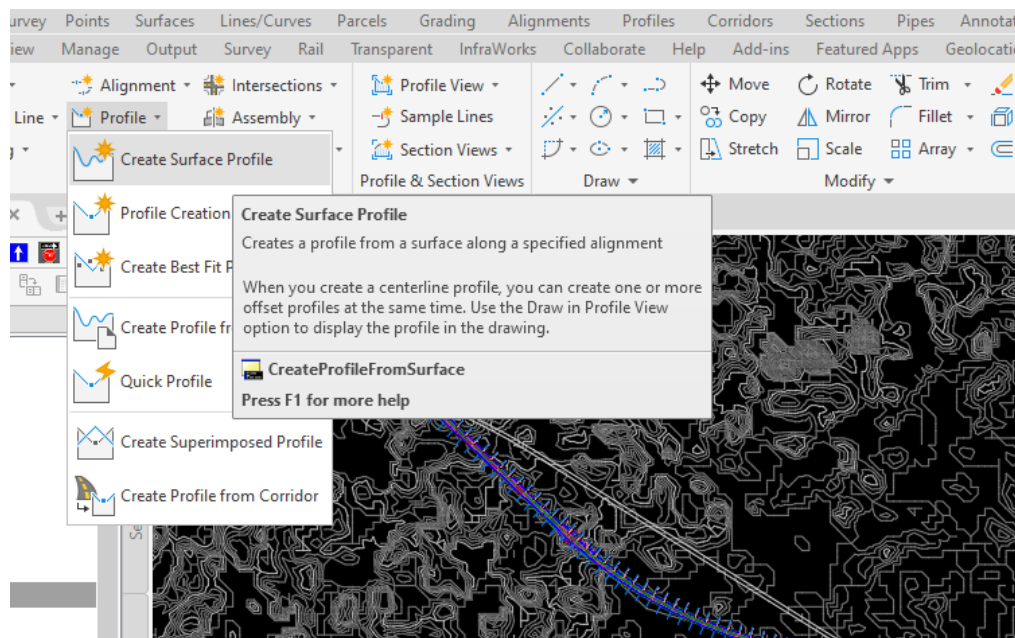 Points Surfaces Lines/Curves Parcels Grading Alignments Profiles Corridors Sections Pipes
Manage Output Survey Rail Transparent InfraWorks Collaborate Help Add-ins Featured Apps
Alignment Intersections Profile View Move Rotate Trim
Line Profile Assembly Sample Lines Copy Mirror Fillet
Section Views Stretch Scale Array
Profile & Section Views Draw Modify
Create Surface Profile
Profile Creation
Create Best Fit P
Create Profile fr
Quick Profile
Create Superimposed Profile
Create Profile from Corridor
Create Surface Profile
Creates a profile from a surface along a specified alignment
When you create a centerline profile, you can create one or more
offset profiles at the same time. Use the Draw in Profile View
option to display the profile in the drawing.
CreateProfileFromSurface
Press F1 for more help